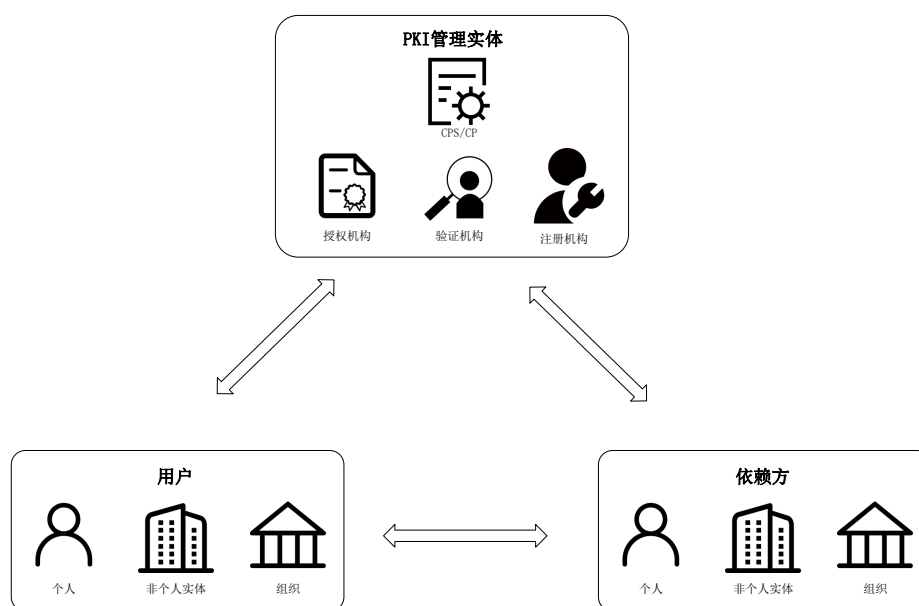 PKI管理实体
CPS/CP
授权机构 验证机构 注册机构
用户 依赖方
个人 非个人实体 组织 个人 非个人实体 组织